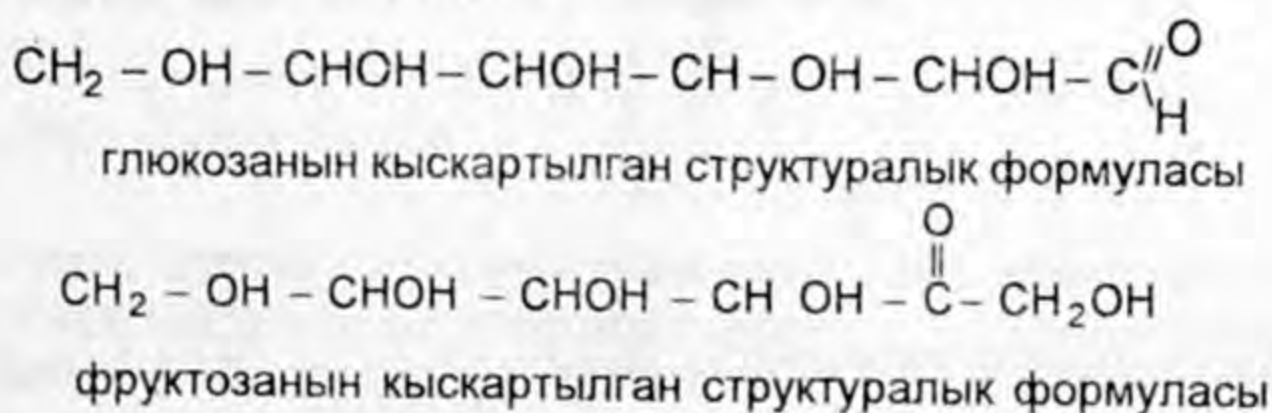 CH₂ – OH – CHOH – CHOH – CH – OH – CHOH – C
O
H
глюкозанын кыскартылган структуралык формуласы
O
CH₂ – OH – CHOH – CHOH – CH OH – C – CH₂OH
фруктозанын кыскартылган структуралык формуласы